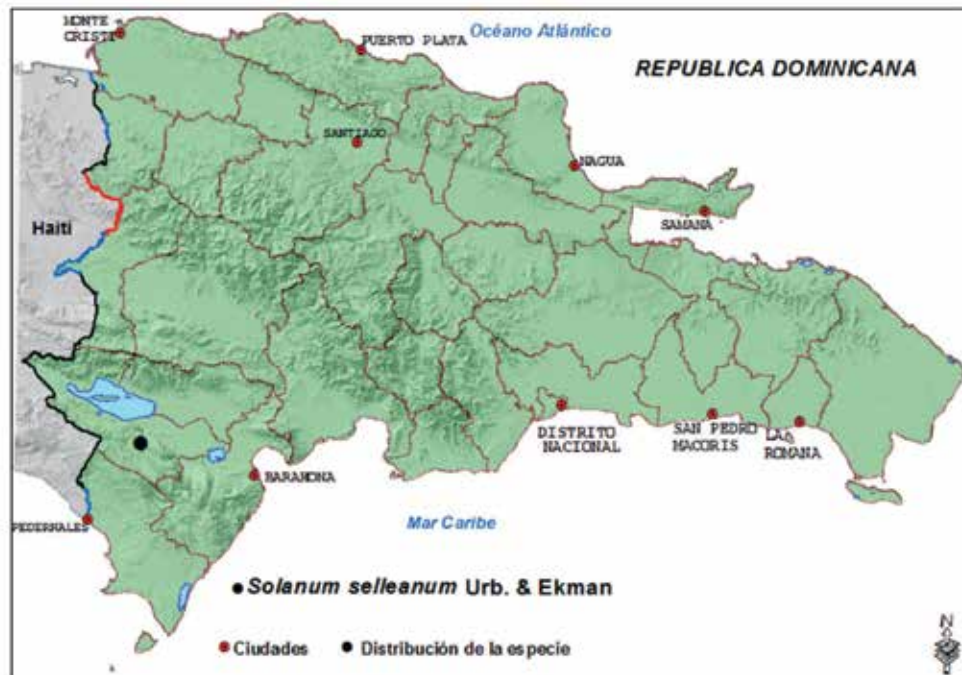 MONTE
CRISTI
PUERTO PLATA
Océano Atlántico
REPUBLICA DOMINICANA
SANTIAGO
NAGUA
SAMANA
Haití
DISTRITO
NACIONAL
SAN PEDRO
MACORIS
LA
ROMANA
BARAHONA
PEDERNALES
Mar Caribe
Solanum selleanum Urb. & Ekman
Ciudades
Distribución de la especie
N